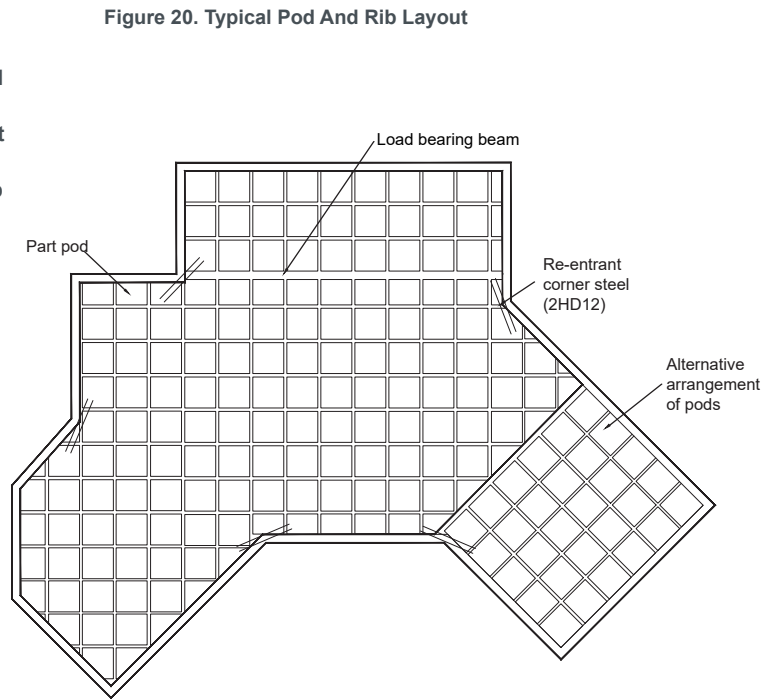 Figure 20. Typical Pod And Rib Layout
Load bearing beam
Part pod
Re-entrant
corner steel
(2HD12)
Alternative
arrangement
of pods